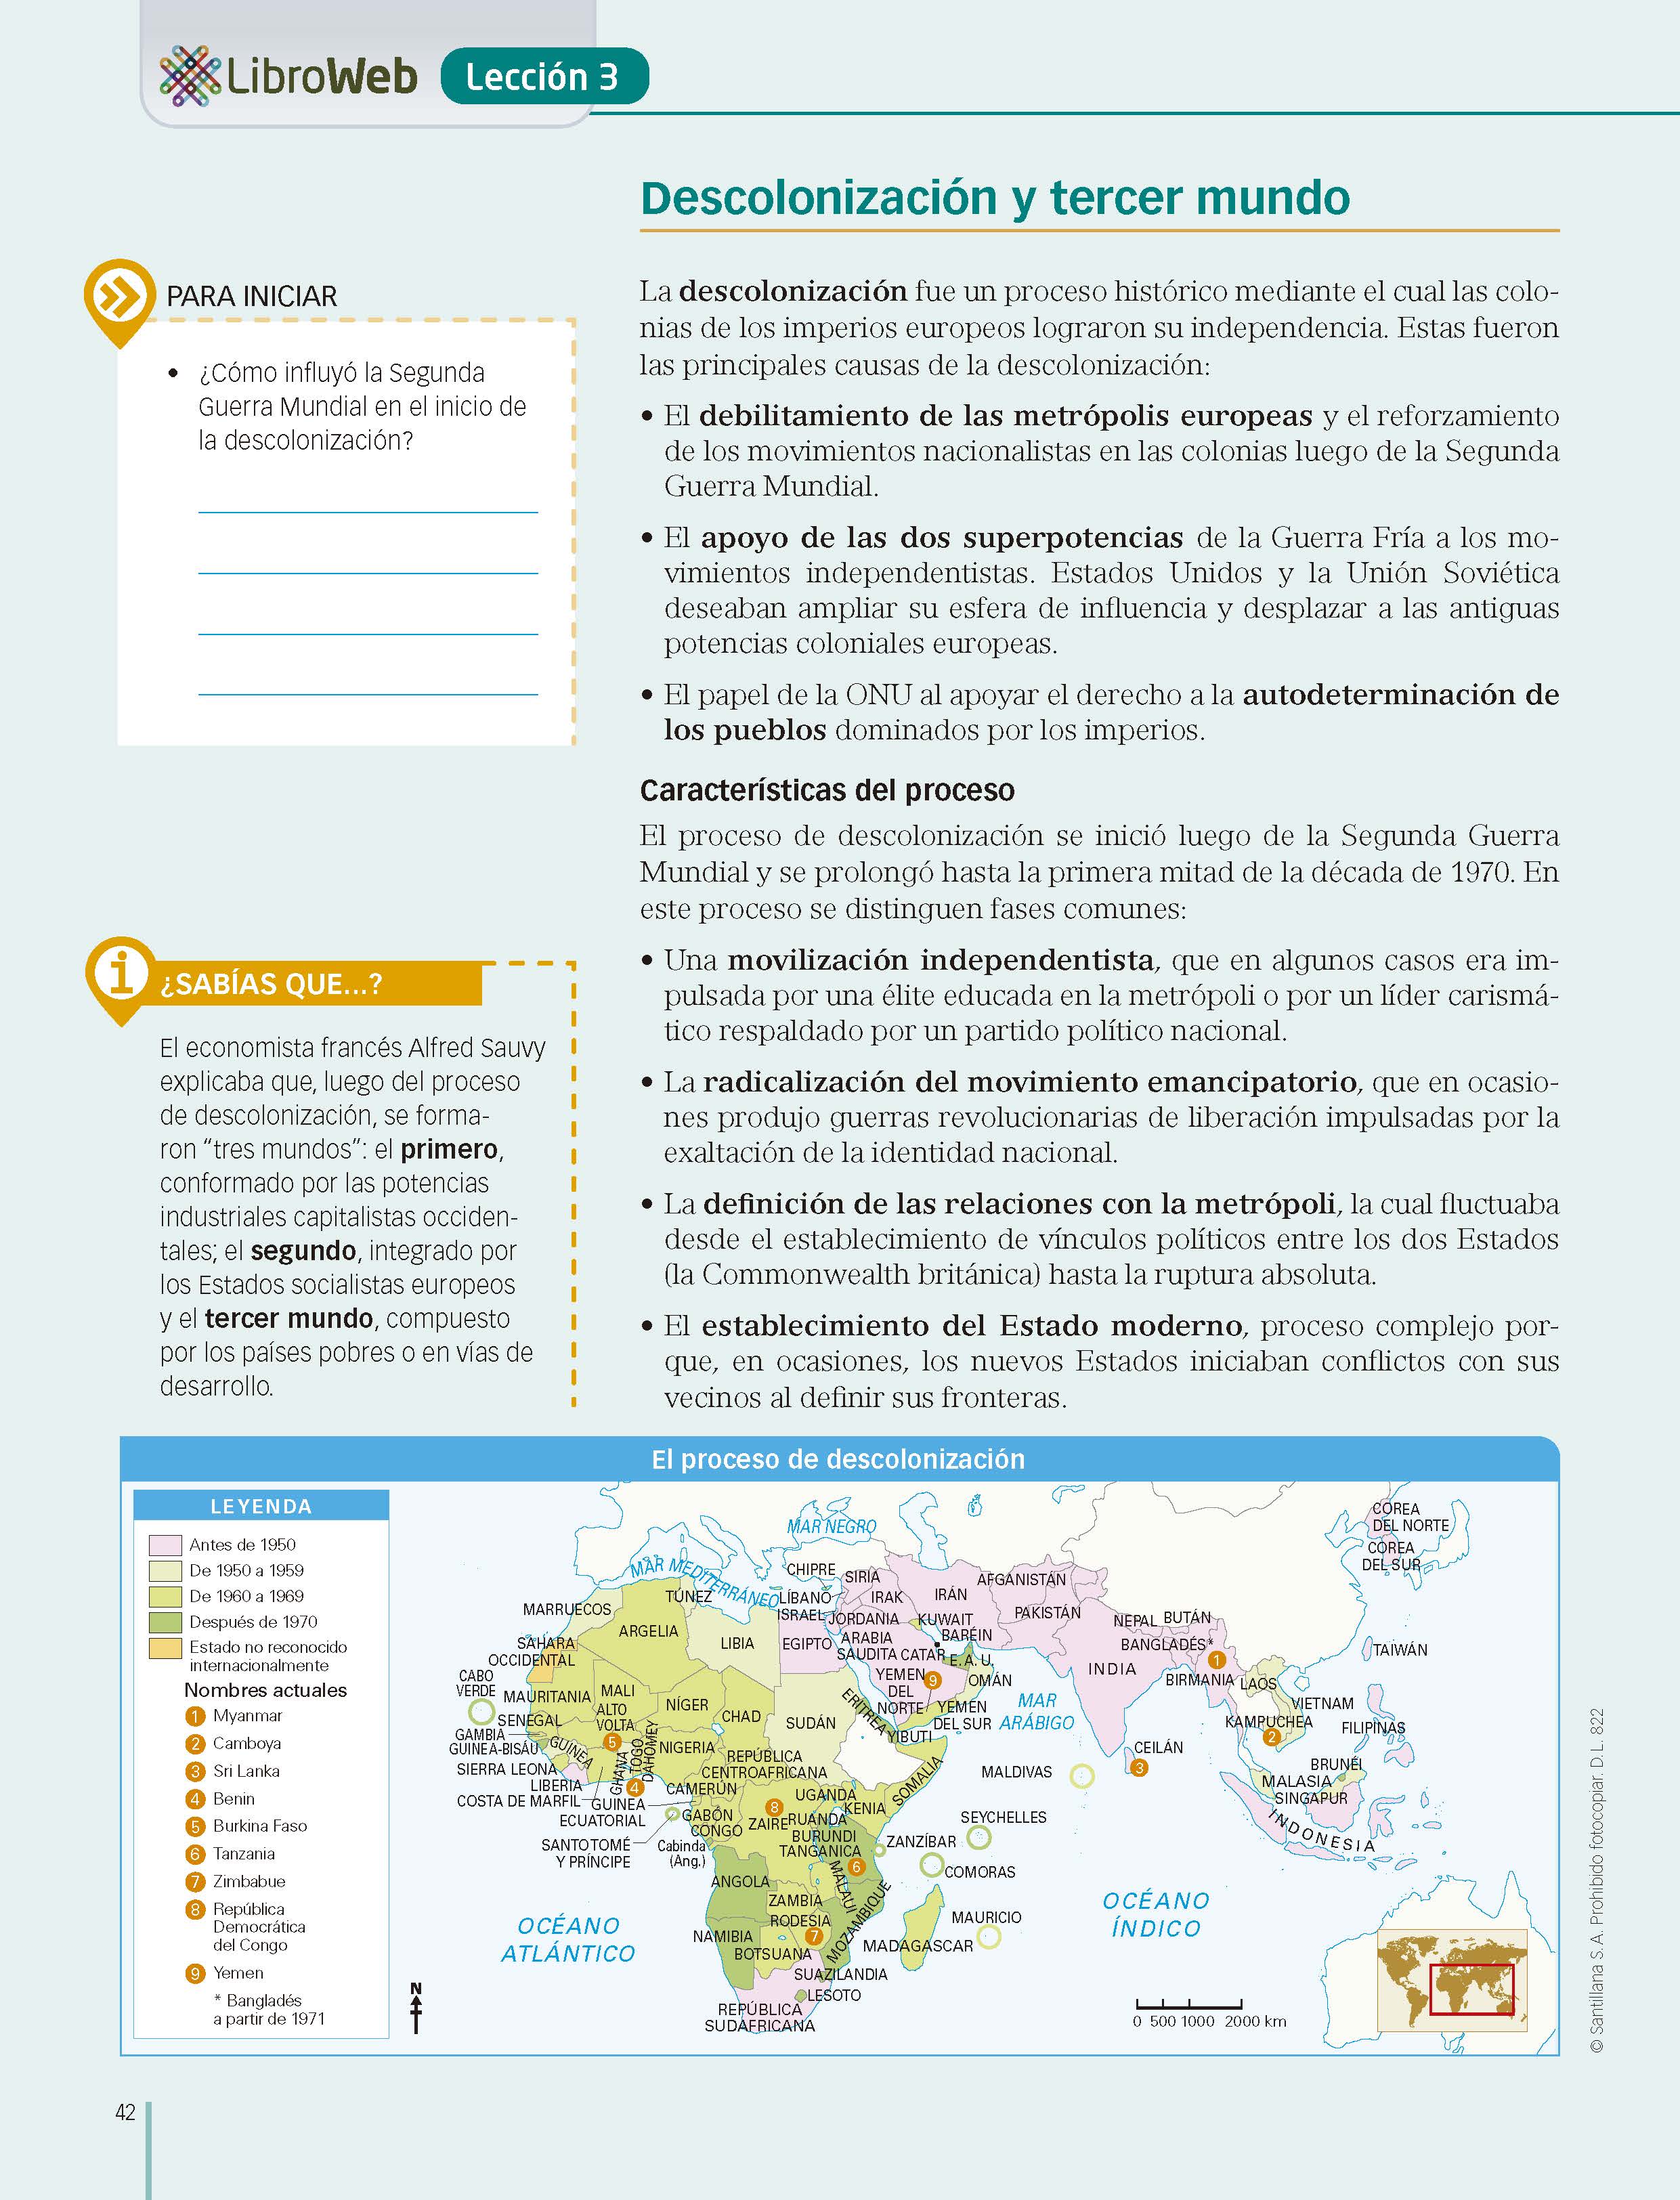 LibroWeb Lección 3
Descolonización y tercer mundo
PARA INICIAR
• ¿Cómo influyó la Segunda
Guerra Mundial en el inicio de
la descolonización?
La descolonización fue un proceso histórico mediante el cual las colo-
nias de los imperios europeos lograron su independencia. Estas fueron
las principales causas de la descolonización:
• El debilitamiento de las metrópolis europeas y el reforzamiento
de los movimientos nacionalistas en las colonias luego de la Segunda
Guerra Mundial.
• El apoyo de las dos superpotencias de la Guerra Fría a los mo-
vimientos independentistas. Estados Unidos y la Unión Soviética
deseaban ampliar su esfera de influencia y desplazar a las antiguas
potencias coloniales europeas.
• El papel de la ONU al apoyar el derecho a la autodeterminación de
los pueblos dominados por los imperios.
Características del proceso
El proceso de descolonización se inició luego de la Segunda Guerra
Mundial y se prolongó hasta la primera mitad de la década de 1970. En
este proceso se distinguen fases comunes:
• Una movilización independentista, que en algunos casos era im-
pulsada por una élite educada en la metrópoli o por un líder carismá-
tico respaldado por un partido político nacional.
• La radicalización del movimiento emancipatorio, que en ocasio-
nes produjo guerras revolucionarias de liberación impulsadas por la
exaltación de la identidad nacional.
• La definición de las relaciones con la metrópoli, la cual fluctuaba
desde el establecimiento de vínculos políticos entre los dos Estados
(la Commonwealth británica) hasta la ruptura absoluta.
• El establecimiento del Estado moderno, proceso complejo por-
que, en ocasiones, los nuevos Estados iniciaban conflictos con sus
vecinos al definir sus fronteras.
i
¿SABÍAS QUE...?
El economista francés Alfred Sauvy
explicaba que, luego del proceso
de descolonización, se forma-
ron “tres mundos”: el primero,
conformado por las potencias
industriales capitalistas occiden-
tales; el segundo, integrado por
los Estados socialistas europeos
y el tercer mundo, compuesto
por los países pobres o en vías de
desarrollo.
El proceso de descolonización
LEYENDA
Antes de 1950
De 1950 a 1959
De 1960 a 1969
Después de 1970
Estado no reconocido
internacionalmente
Nombres actuales
1 Myanmar
2 Camboya
3 Sri Lanka
4 Benin
5 Burkina Faso
6 Tanzania
7 Zimbabue
8 República
Democrática
del Congo
9 Yemen
* Bangladés
a partir de 1971
N
MAR NEGRO
MAR MEDITERRÁNEO
CHIPRE
SIRIA
LÍBANO
ISRAEL
JORDANIA
IRAK
IRÁN
AFGANISTÁN
KUWAIT
BARÉIN
PAKISTÁN
NEPAL
BUTÁN
BANGLADÉS*
COREA
DEL NORTE
COREA
DEL SUR
TAIWÁN
MARRUECOS
TÚNEZ
ARGELIA
LIBIA
EGIPTO
ARABIA
SAUDITA
CATAR
E.A.U.
SAHARA
OCCIDENTAL
CABO
VERDE
MAURITANIA
MALI
NÍGER
CHAD
SUDÁN
ERITREA
YIBUTI
YEMEN
DEL
NORTE
9
YEMEN
DEL SUR
OMÁN
MAR
ARÁBIGO
INDIA
1
BIRMANIA
LAOS
VIETNAM
KAMPUCHEA
2
FILIPINAS
SENEGAL
GAMBIA
GUINEA-BISÁU
GUINEA
SIERRA LEONA
LIBERIA
COSTA DE MARFIL
ALTO
VOLTA
5
GHANA
TOGO
DAHOMEY
4
NIGERIA
REPÚBLICA
CENTROAFRICANA
CAMERÚN
GUINEA
ECUATORIAL
GABÓN
CONGO
SANTO TOMÉ
Y PRÍNCIPE
Cabinda
(Ang.)
8
ZAIRE
UGANDA
KENIA
SOMALIA
RUANDA
BURUNDI
TANGANICA
6
ZANZÍBAR
MALDIVAS
CEILÁN
3
SEYCHELLES
COMORAS
BRUNÉI
MALASIA
SINGAPUR
INDONESIA
ANGOLA
ZAMBIA
MALAUI
RODESIA
7
MOZAMBIQUE
NAMIBIA
BOTSUANA
MADAGASCAR
MAURICIO
SUAZILANDIA
LESOTO
REPÚBLICA
SUDAFRICANA
OCÉANO
ATLÁNTICO
OCÉANO
ÍNDICO
0 500 1000 2000 km
© Santillana S.A. Prohibido fotocopiar. D.L. 822
42